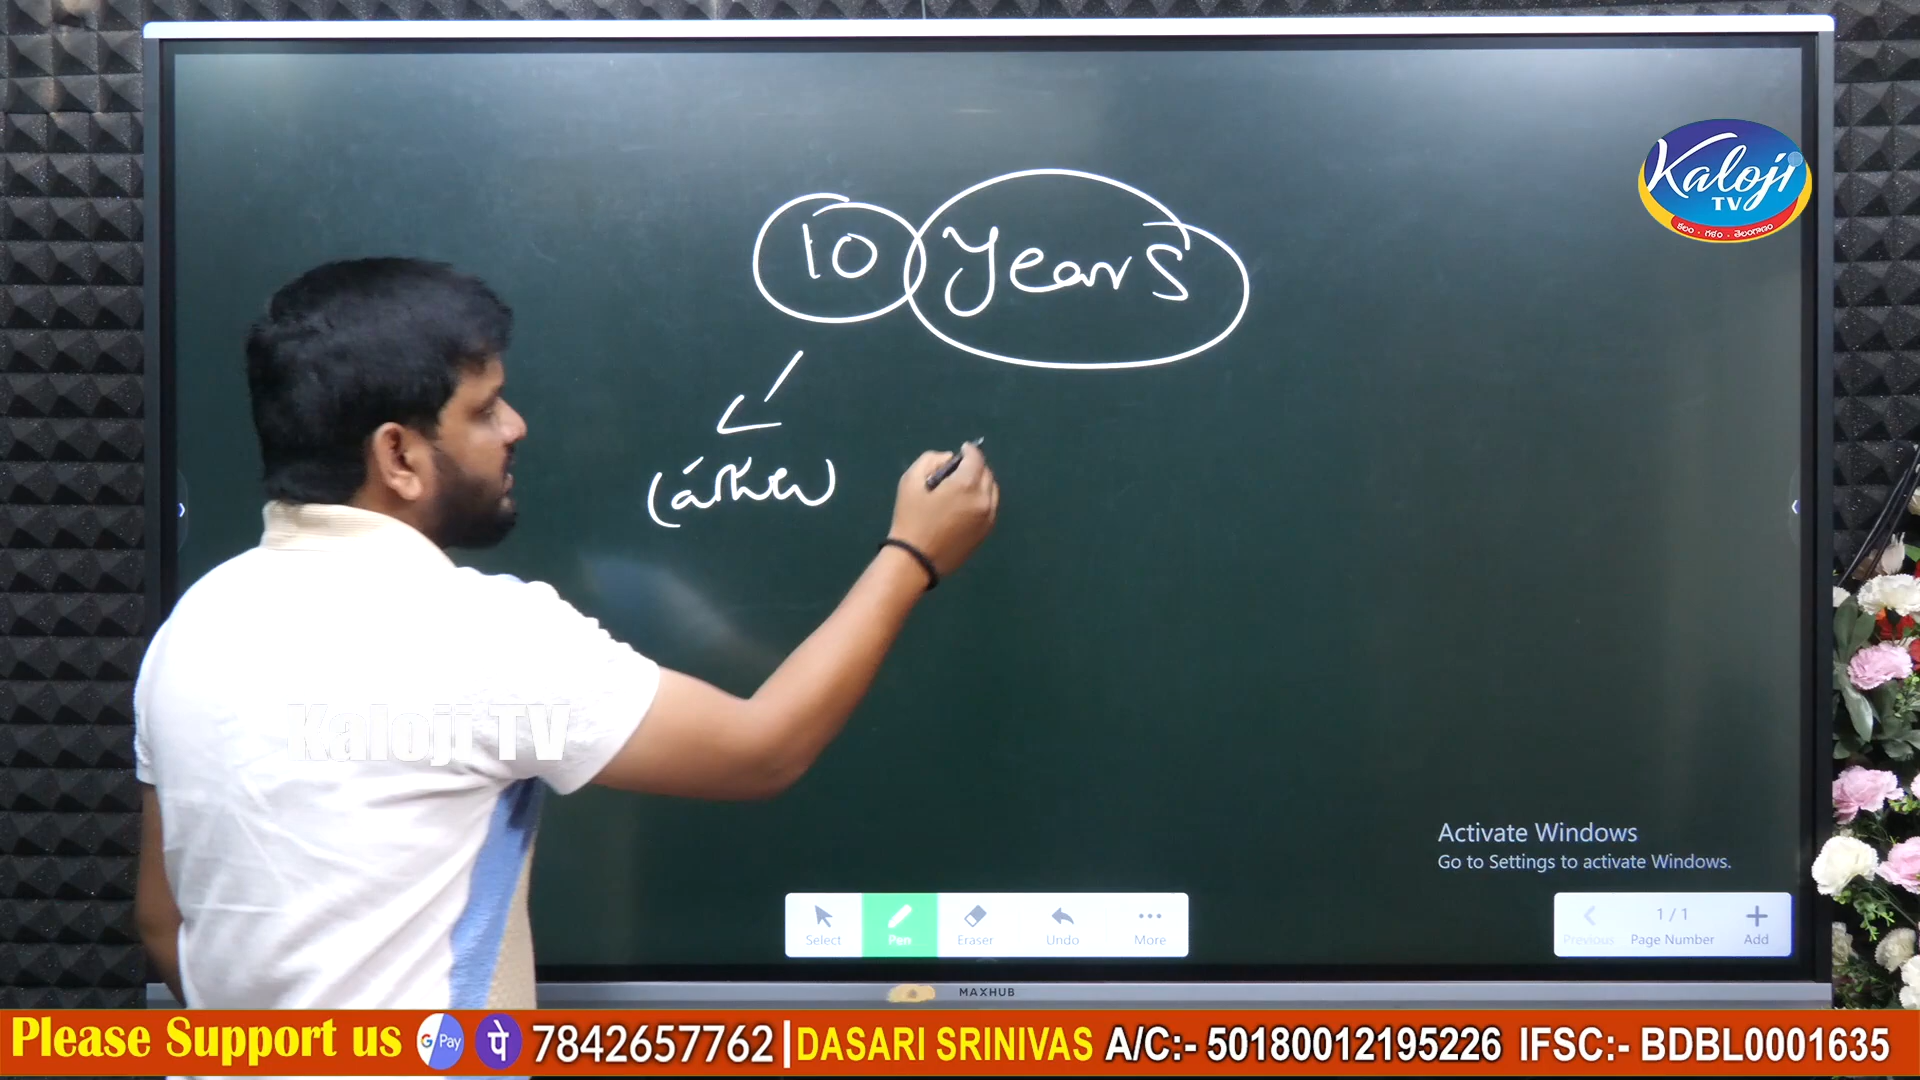 Kaloji
TV
10 Years
Kaloji TV
Activate Windows
Go to Settings to activate Windows.
Select Pen Eraser Undo More
Previous 1 / 1 Page Number Add
MAXHUB
Please Support us G Pay पे 7842657762 | DASARI SRINIVAS A/C:- 50180012195226 IFSC:- BDBL0001635